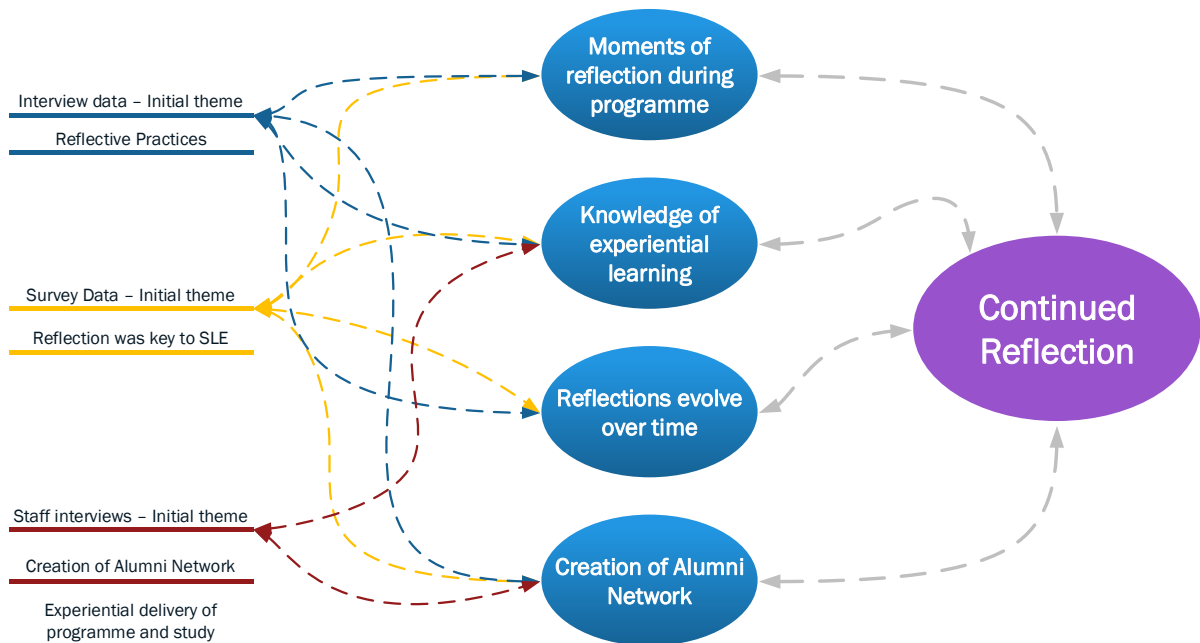 Interview data – Initial theme
Reflective Practices
Survey Data – Initial theme
Reflection was key to SLE
Staff interviews – Initial theme
Creation of Alumni Network
Experiential delivery of
programme and study
Moments of
reflection during
programme
Knowledge of
experiential
learning
Reflections evolve
over time
Creation of Alumni
Network
Continued
Reflection